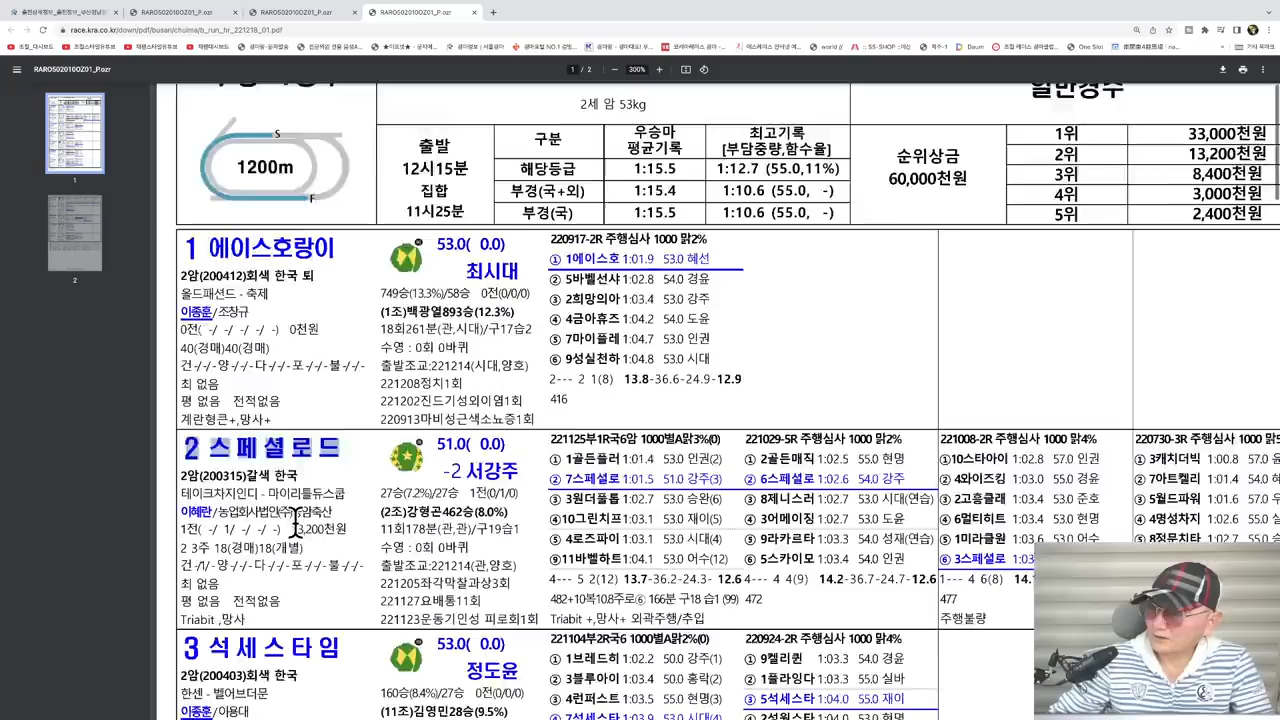 RARO502010OZ01_P.ozr
RARO502010OZ01_P.ozr
RARO502010OZ01_P.ozr
race.kra.co.kr/down/pdf/busan/chulma/b_run_hr_221218_01.pdf
Daum
One Slot
RARO502010OZ01_P.ozr
1 / 2
300%
1
2
1200m
S
F
2세 암 53kg
일반경주
출발
12시15분
집합
11시25분
구분 우승마 평균기록 최고기록 [부담중량,함수율]
해당등급 1:15.5 1:12.7 (55.0,11%)
부경(국+외) 1:15.4 1:10.6 (55.0, -)
부경(국) 1:15.5 1:10.6 (55.0, -)
순위상금
60,000천원
1위 33,000천원
2위 13,200천원
3위 8,400천원
4위 3,000천원
5위 2,400천원
1 에이스호랑이
2암(200412)회색 한국 퇴
올드패션드 - 축제
이종훈/조창규
0전( -/ -/ -/ -/ -) 0천원
40(경매)40(경매)
건-/-/-양-/-/-다-/-/-포-/-/-불-/-/-
최 없음
평 없음 전적없음
계란형큰+,망사+
53.0( 0.0)
최시대
749승(13.3%)/58승 0전(0/0/0)
(1조)백광열893승(12.3%)
18회261분(관,시대)/구17습2
수영 : 0회 0바퀴
출발조교:221214(시대,양호)
221208정치1회
221202진드기성외이염1회
220913마비성근색소뇨증1회
220917-2R 주행심사 1000 맑2%
① 1에이스호 1:01.9 53.0 혜선
② 5바벨선샤 1:02.8 54.0 경윤
③ 2희망의아 1:03.4 53.0 강주
④ 4금아휴즈 1:04.2 54.0 도윤
⑤ 7마이플레 1:04.7 53.0 인권
⑥ 9성실천하 1:04.8 53.0 시대
2--- 2 1(8) 13.8-36.6-24.9-12.9
416
2 스페셜로드
2암(200315)갈색 한국
테이크차지인디 - 마이리틀듀스쿱
이혜란/농업회사법인(주)
1전( -/ 1/ -/ -/ -)
2 3주 18(경매)18(개별)
건-/1/-양-/-/-다-/-/-포-/-/-불-/-/-
최 없음
평 없음 전적없음
Triabit ,망사
51.0( 0.0)
-2 서강주
27승(7.2%)/27승 1전(0/1/0)
(2조)강형곤462승(8.0%)
11회178분(관,관)/구19습1
수영 : 0회 0바퀴
출발조교:221214(관,양호)
221205좌각막찰과상3회
221127요배통11회
221123운동기인성 피로회1회
221125부1R국6암 1000별A맑3%(0)
① 1골든플러 1:01.4 53.0 인권(2)
② 7스페셜로 1:01.5 51.0 강주(3)
③ 3원더풀톱 1:02.7 53.0 승완(6)
④10그린치프 1:03.1 53.0 재이(5)
⑤ 4로즈파이 1:03.1 53.0 시대(4)
⑨11바벨하트 1:04.1 53.0 어수(12)
4--- 5 2(12) 13.7-36.2-24.3- 12.6
482+10복10.8주로⑥ 166분 구18 습1 (99)
Triabit +,망사+ 외곽주행/추입
221029-5R 주행심사 1000 맑2%
① 2골든매직 1:02.5 55.0 현명
② 6스페셜로 1:02.6 54.0 강주
③ 8제니스러 1:02.7 53.0 시대(연습)
④ 3어메이징 1:02.7 53.0 도윤
⑤ 9라카르타 1:03.3 54.0 성재(연습)
⑥ 5스카이모 1:03.4 54.0 인권
4--- 4 4(9) 14.2-36.7-24.7-12.6
472
221008-2R 주행심사 1000 맑4%
①10스타아이 1:02.8 57.0 인권
② 4와이즈킹 1:03.0 55.0 경윤
③ 2고흥클래 1:03.4 53.0 준호
④ 6멀티히트 1:03.4 53.0 현명
⑤ 1미라클원 1:03
⑥ 3스페셜로 1:03
1--- 4 6(8) 14.
477
주행불량
220730-3R 주행심사 1000 맑
① 3캐치더빅 1:00.8 57.0
② 7아트켈리 1:01.4 54.0
③ 5월드파워 1:01.6 57.0
④ 9명성차지
⑤ 8정문차타
3 석세스타임
2암(200403)회색 한국
한센 - 벨어브더문
이종훈/이용대
53.0( 0.0)
정도윤
160승(8.4%)/27승 0전(0/0/0)
(11조)김영민28승(9.5%)
221104부2R국6 1000별A맑2%(0)
① 1브레드히 1:02.2 50.0 강주(1)
② 3블루아이 1:03.4 53.0 홍락(2)
④ 4런퍼스트 1:03.5 53.0 현명(3)
④ 7석세스타 1:03.9 53.0 시대(4)
220924-2R 주행심사 1000 맑4%
① 9켈리퀸 1:03.3 54.0 경윤
② 1플라잉다 1:03.3 55.0 실바
③ 5석세스타 1:04.0 55.0 재이